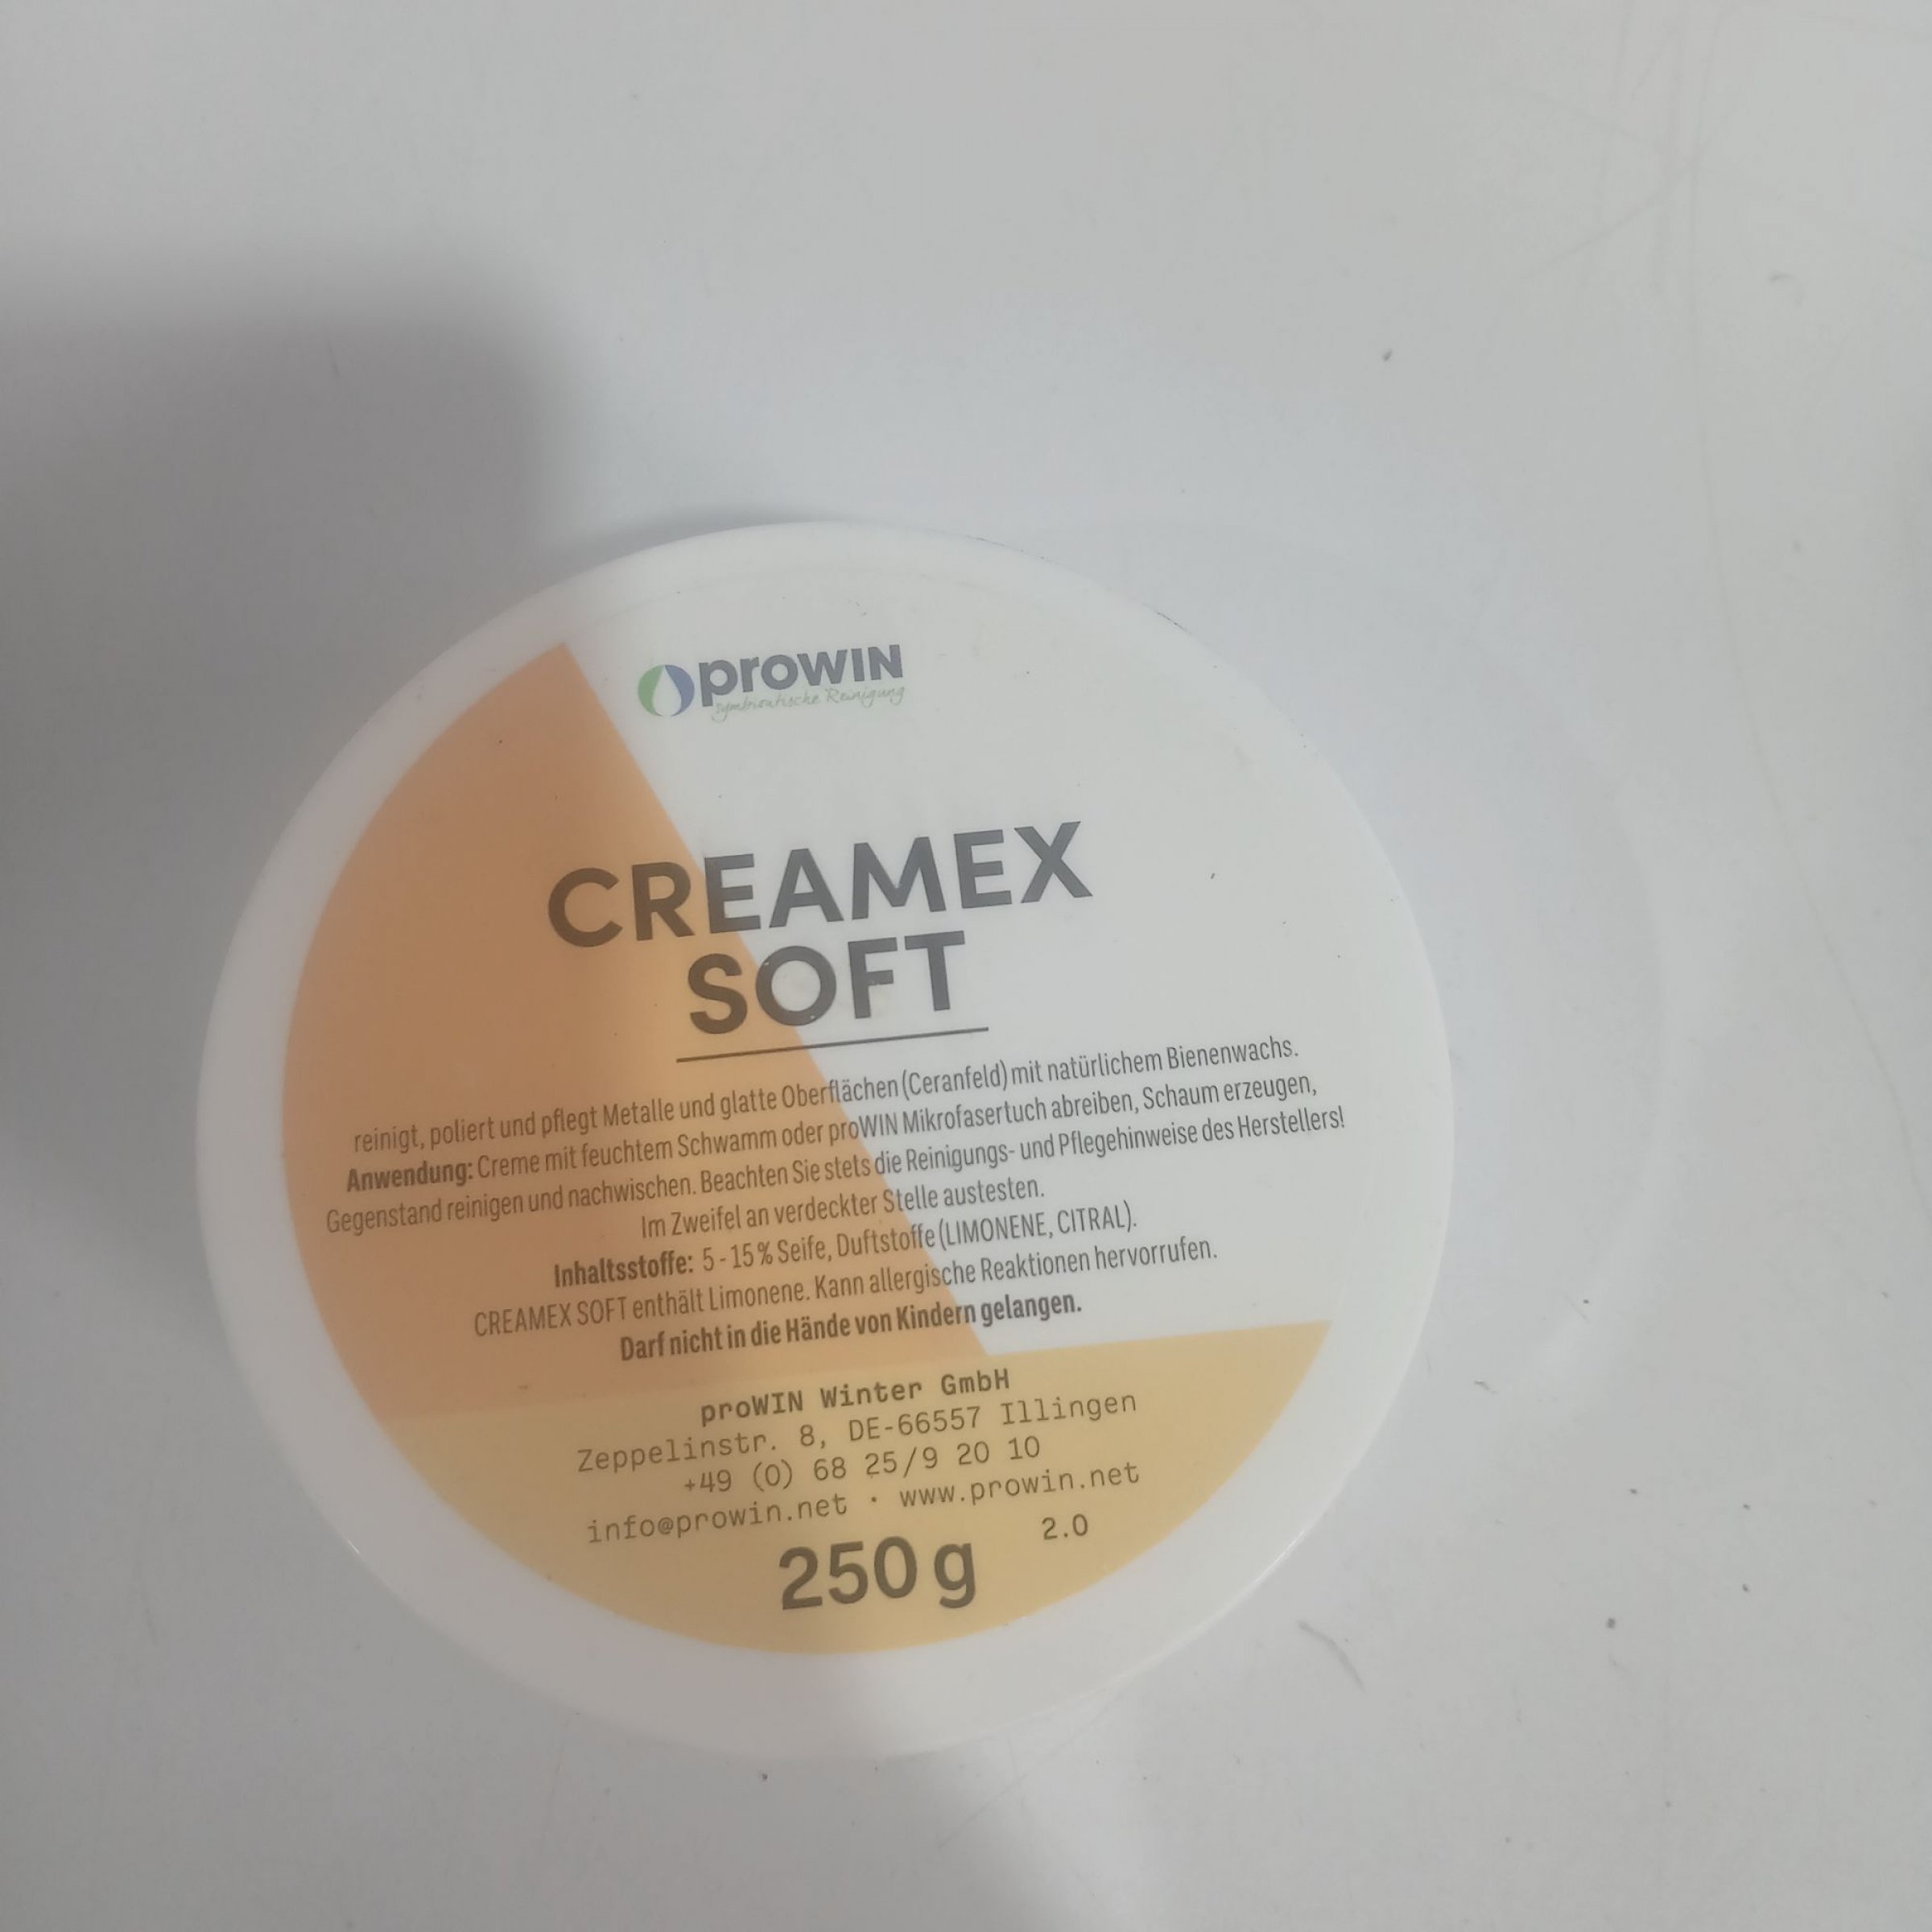 proWIN
symbiontische Reinigung
CREAMEX
SOFT
reinigt, poliert und pflegt Metalle und glatte Oberflächen (Ceranfeld) mit natürlichem Bienenwachs.
Anwendung: Creme mit feuchtem Schwamm oder proWIN Mikrofasertuch abreiben, Schaum erzeugen,
Gegenstand reinigen und nachwischen. Beachten Sie stets die Reinigungs- und Pflegehinweise des Herstellers!
Im Zweifel an verdeckter Stelle austesten.
Inhaltsstoffe: 5 - 15 % Seife, Duftstoffe (LIMONENE, CITRAL).
CREAMEX SOFT enthält Limonene. Kann allergische Reaktionen hervorrufen.
Darf nicht in die Hände von Kindern gelangen.
proWIN Winter GmbH
Zeppelinstr. 8, DE-66557 Illingen
+49 (0) 68 25/9 20 10
info@prowin.net · www.prowin.net
2.0
250 g